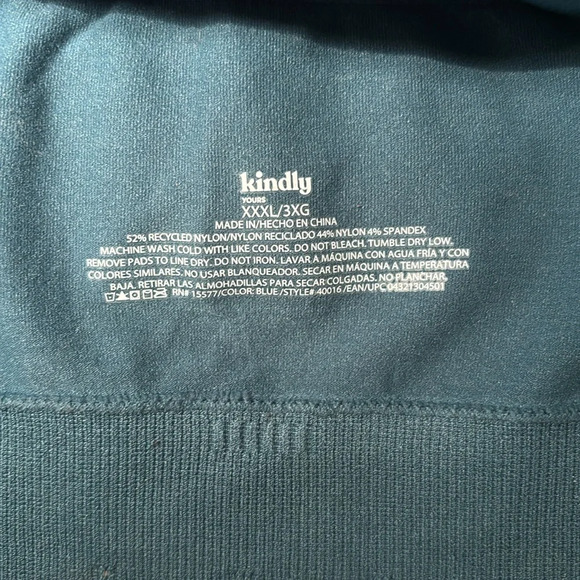 kindly
YOURS
XXXL/3XG
MADE IN/HECHO EN CHINA
52% RECYCLED NYLON/NYLON RECICLADO 44% NYLON 4% SPANDEX
MACHINE WASH COLD WITH LIKE COLORS. DO NOT BLEACH. TUMBLE DRY LOW.
REMOVE PADS TO LINE DRY. DO NOT IRON. LAVAR A MÁQUINA CON AGUA FRÍA Y CON
COLORES SIMILARES. NO USAR BLANQUEADOR. SECAR EN MÁQUINA A TEMPERATURA
BAJA. RETIRAR LAS ALMOHADILLAS PARA SECAR COLGADAS. NO PLANCHAR.
RN# 15577/COLOR: BLUE /STYLE# 40016 /EAN/UPC 04321304501